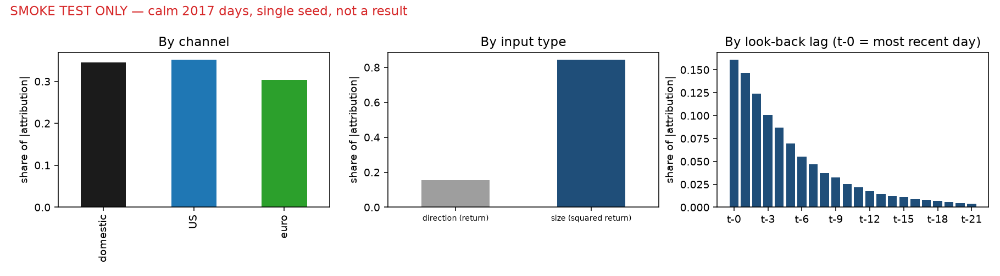 SMOKE TEST ONLY — calm 2017 days, single seed, not a result
By channel
share of |attribution|
0.3
0.2
0.1
0.0
domestic
US
euro
By input type
share of |attribution|
0.8
0.6
0.4
0.2
0.0
direction (return)
size (squared return)
By look-back lag (t-0 = most recent day)
share of |attribution|
0.150
0.125
0.100
0.075
0.050
0.025
0.000
t-0
t-3
t-6
t-9
t-12
t-15
t-18
t-21